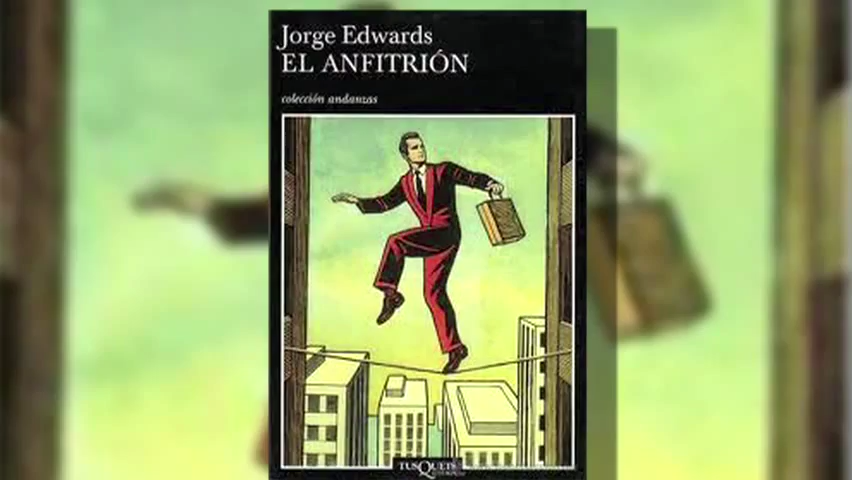 Jorge Edwards
EL ANFITRIÓN
colección andanzas
TUSQUETS